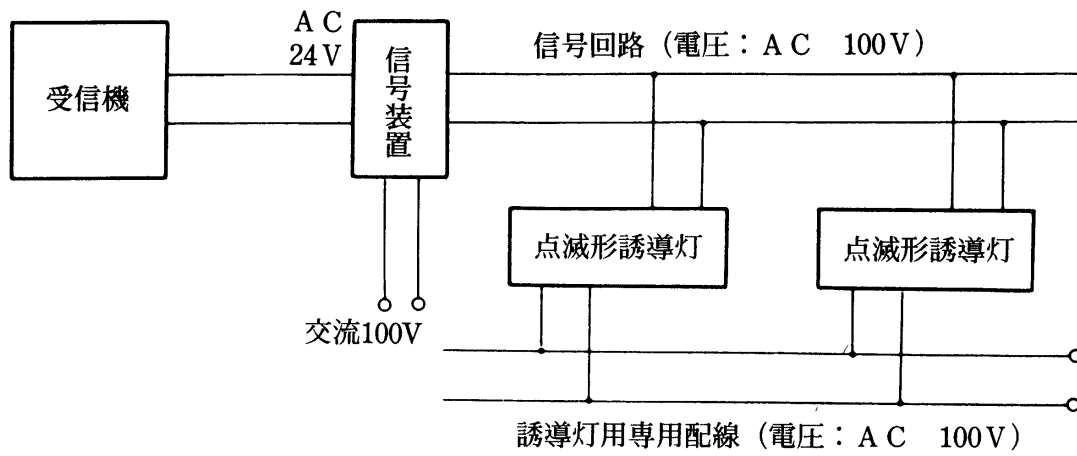 AC
24V
信号回路（電圧：AC 100V）
受信機
信号装置
点滅形誘導灯
点滅形誘導灯
交流100V
誘導灯用専用配線（電圧：AC 100V）